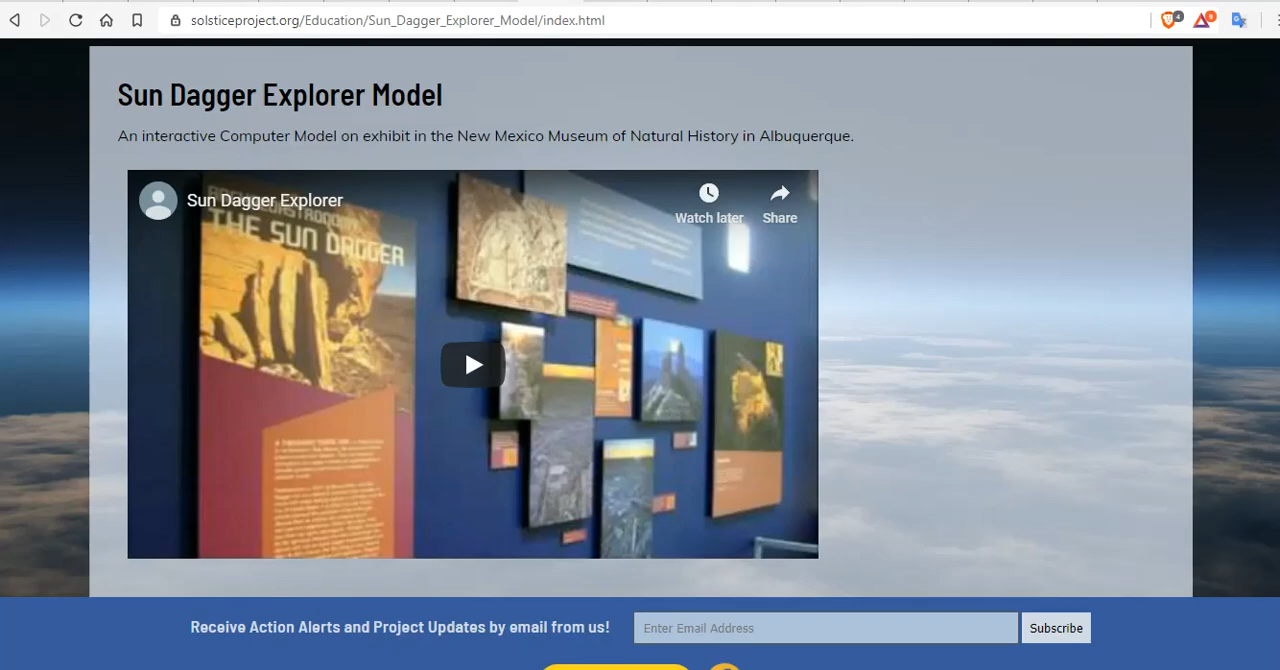 solsticeproject.org/Education/Sun_Dagger_Explorer_Model/index.html
4
Sun Dagger Explorer Model
An interactive Computer Model on exhibit in the New Mexico Museum of Natural History in Albuquerque.
Sun Dagger Explorer
Watch later
Share
THE SUN DAGGER
Receive Action Alerts and Project Updates by email from us!
Enter Email Address
Subscribe